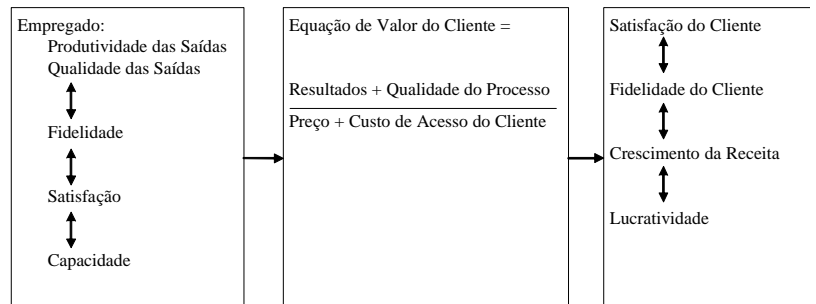 Empregado:
Produtividade das Saídas
Qualidade das Saídas
Fidelidade
Satisfação
Capacidade
Equação de Valor do Cliente =
Resultados + Qualidade do Processo
Preço + Custo de Acesso do Cliente
Satisfação do Cliente
Fidelidade do Cliente
Crescimento da Receita
Lucratividade